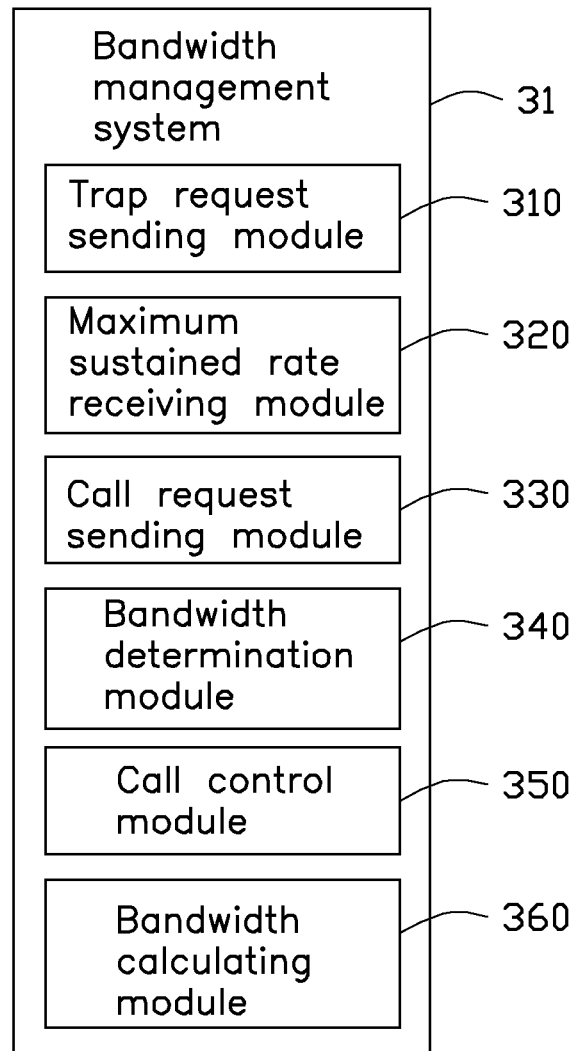 Bandwidth
management
system
31
Trap request
sending module
310
Maximum
sustained rate
receiving module
320
Call request
sending module
330
Bandwidth
determination
module
340
Call control
module
350
Bandwidth
calculating
module
360